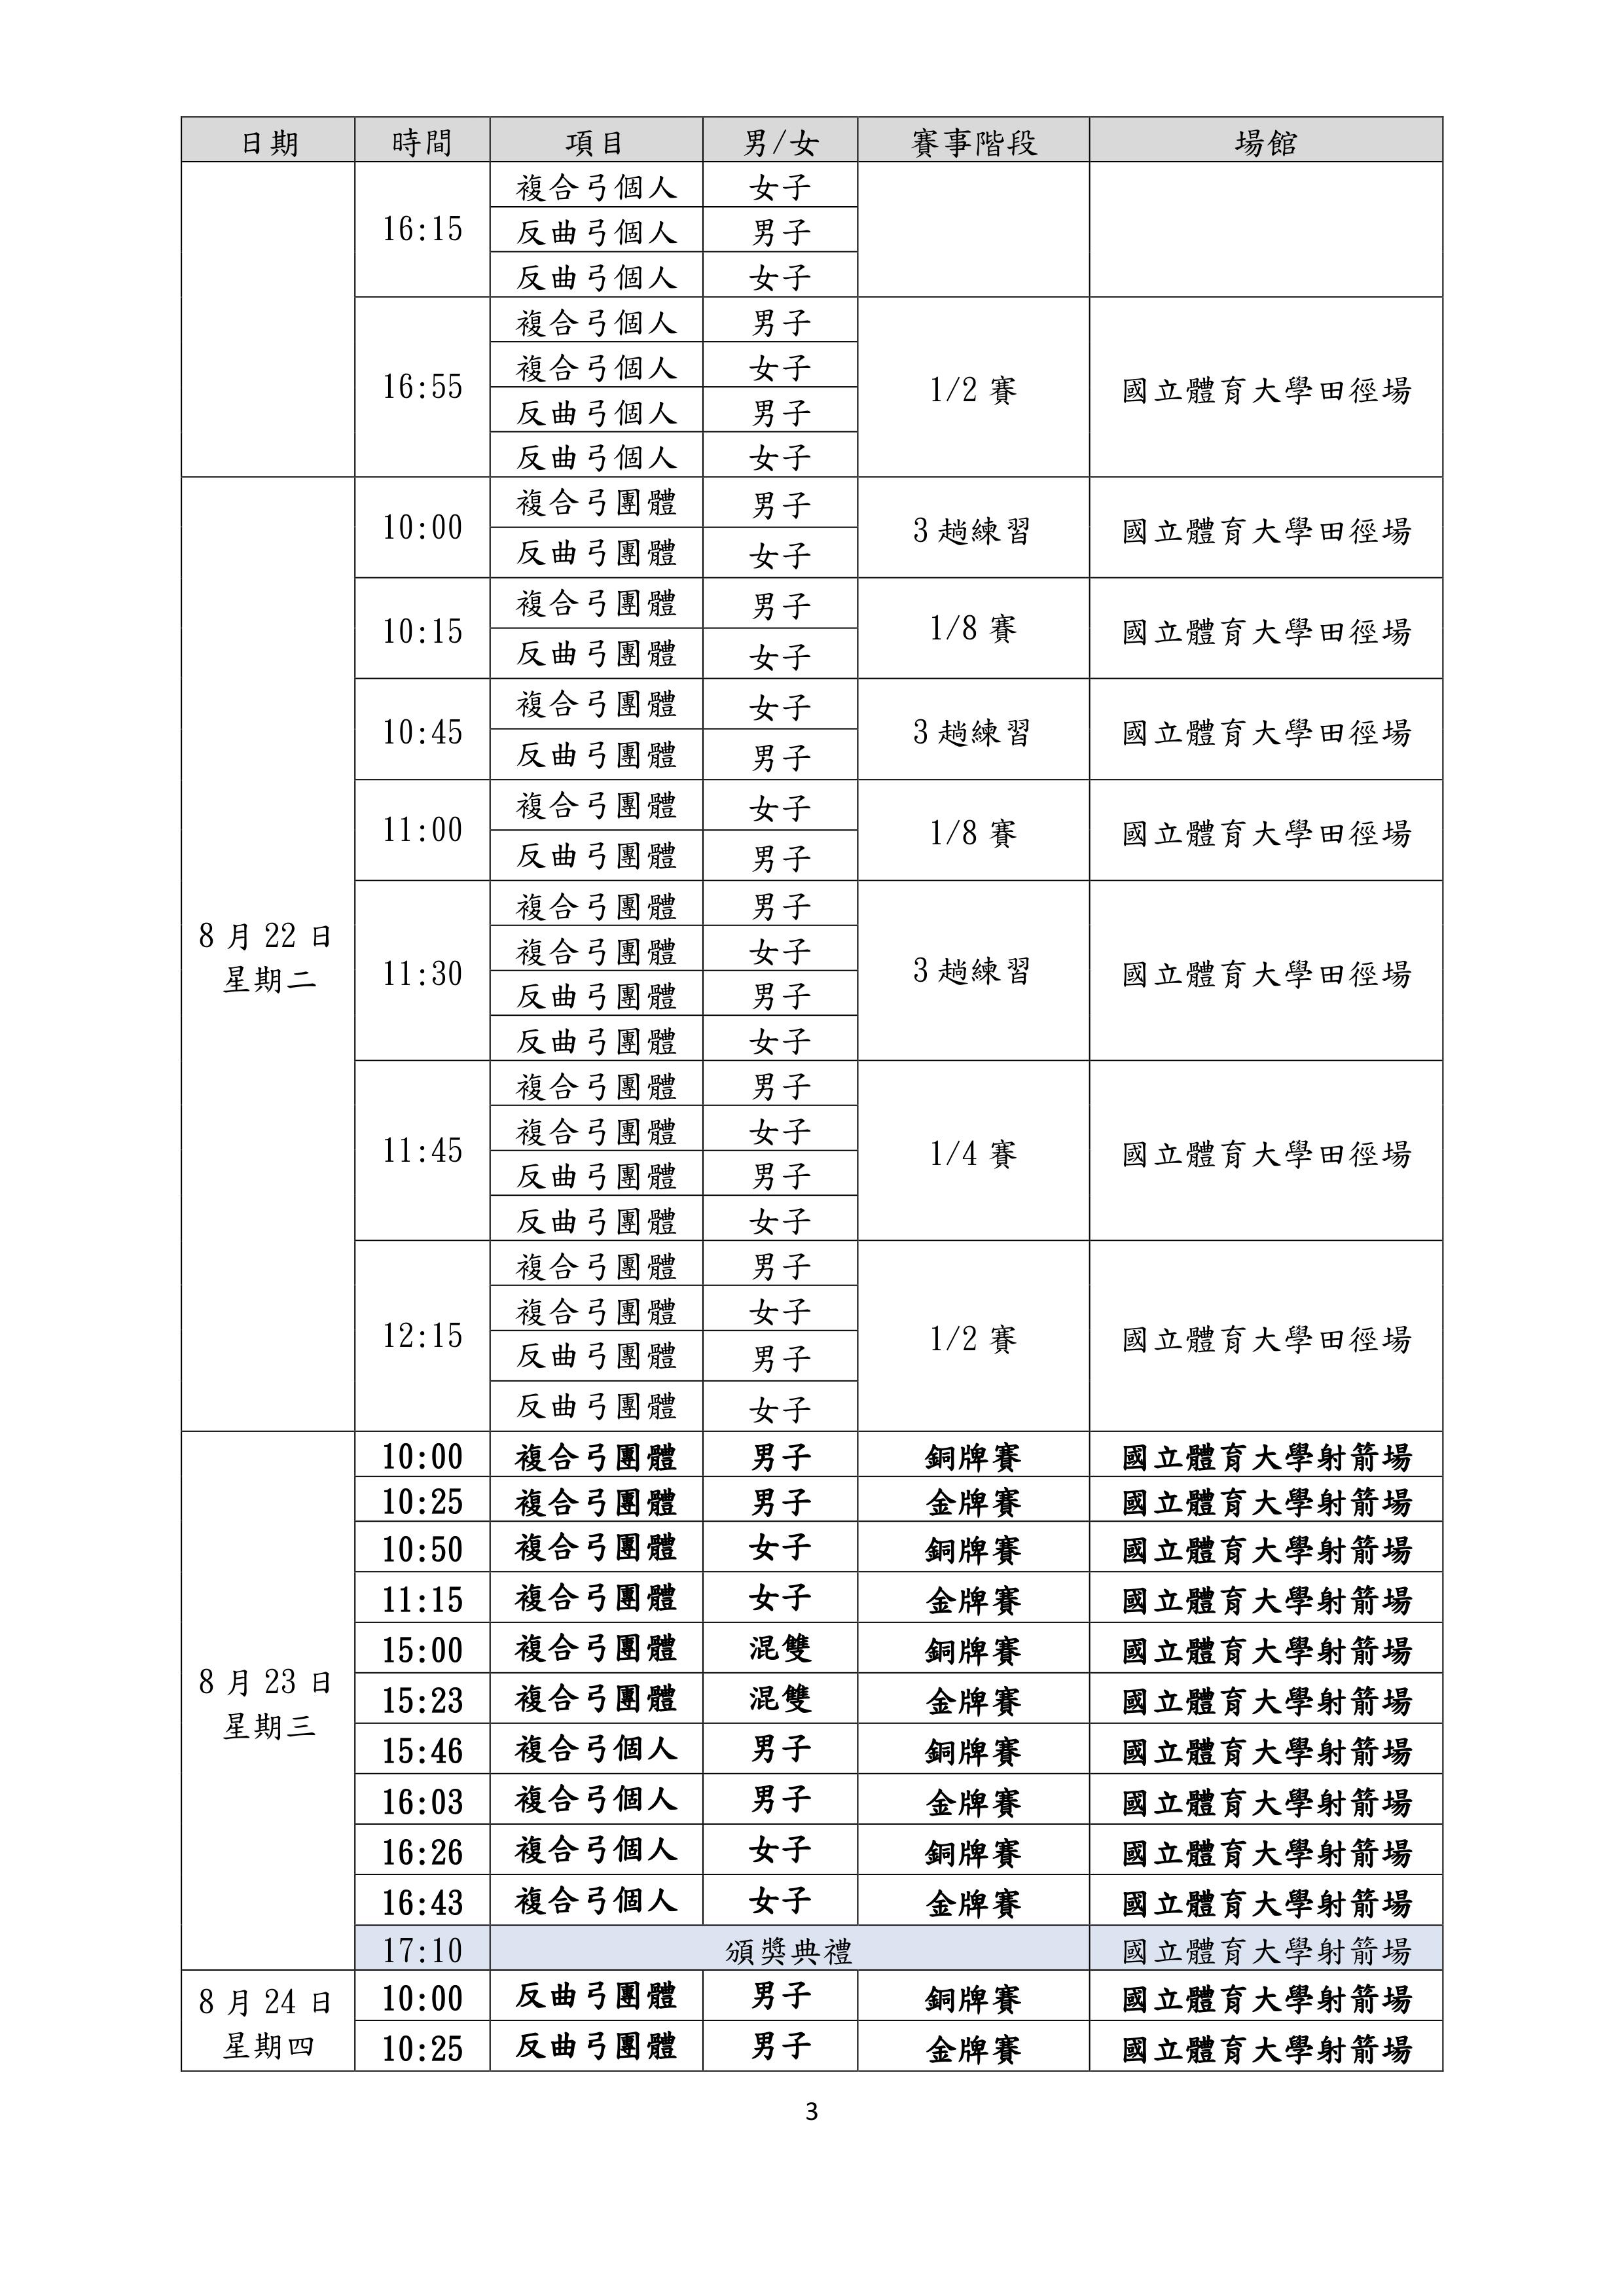 日期 時間 項目 男/女 賽事階段 場館
16:15 複合弓個人 女子
反曲弓個人 男子
反曲弓個人 女子
16:55 複合弓個人 男子 1/2 賽 國立體育大學田徑場
複合弓個人 女子
反曲弓個人 男子
反曲弓個人 女子
8 月 22 日
星期二
10:00 複合弓團體 男子 3 趟練習 國立體育大學田徑場
反曲弓團體 女子
10:15 複合弓團體 男子 1/8 賽 國立體育大學田徑場
反曲弓團體 女子
10:45 複合弓團體 女子 3 趟練習 國立體育大學田徑場
反曲弓團體 男子
11:00 複合弓團體 女子 1/8 賽 國立體育大學田徑場
反曲弓團體 男子
11:30 複合弓團體 男子 3 趟練習 國立體育大學田徑場
複合弓團體 女子
反曲弓團體 男子
反曲弓團體 女子
11:45 複合弓團體 男子 1/4 賽 國立體育大學田徑場
複合弓團體 女子
反曲弓團體 男子
反曲弓團體 女子
12:15 複合弓團體 男子 1/2 賽 國立體育大學田徑場
複合弓團體 女子
反曲弓團體 男子
反曲弓團體 女子
8 月 23 日
星期三
10:00 複合弓團體 男子 銅牌賽 國立體育大學射箭場
10:25 複合弓團體 男子 金牌賽 國立體育大學射箭場
10:50 複合弓團體 女子 銅牌賽 國立體育大學射箭場
11:15 複合弓團體 女子 金牌賽 國立體育大學射箭場
15:00 複合弓團體 混雙 銅牌賽 國立體育大學射箭場
15:23 複合弓團體 混雙 金牌賽 國立體育大學射箭場
15:46 複合弓個人 男子 銅牌賽 國立體育大學射箭場
16:03 複合弓個人 男子 金牌賽 國立體育大學射箭場
16:26 複合弓個人 女子 銅牌賽 國立體育大學射箭場
16:43 複合弓個人 女子 金牌賽 國立體育大學射箭場
17:10 頒獎典禮 國立體育大學射箭場
8 月 24 日
星期四
10:00 反曲弓團體 男子 銅牌賽 國立體育大學射箭場
10:25 反曲弓團體 男子 金牌賽 國立體育大學射箭場
3